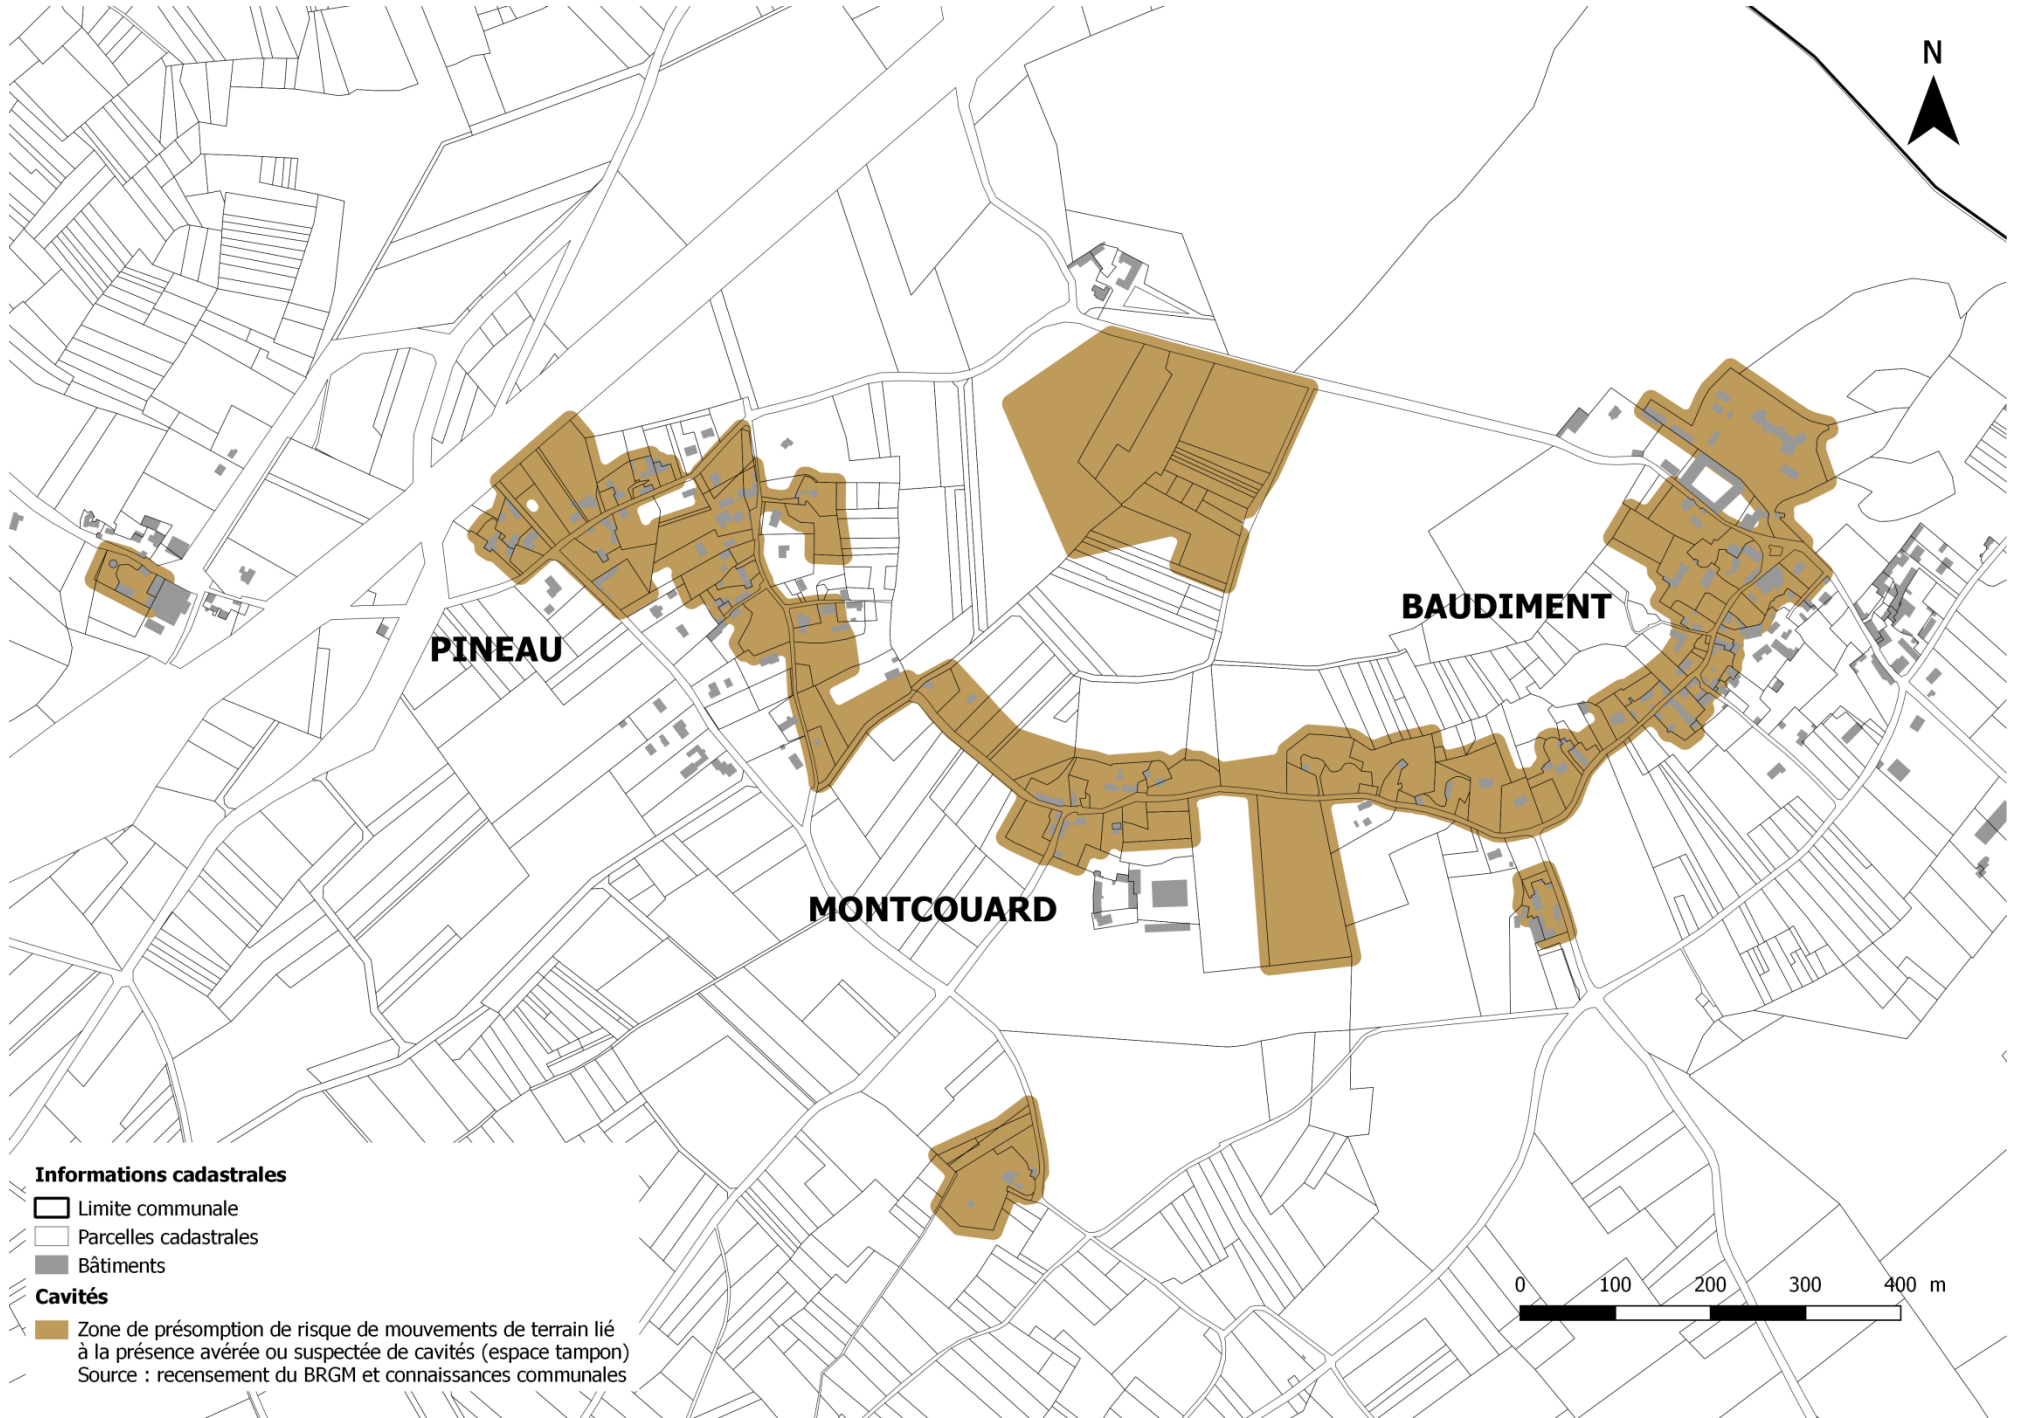 N
BAUDIMENT
PINEAU
MONTCOUARD
Informations cadastrales
Limite communale
Parcelles cadastrales
Bâtiments
Cavités
Zone de présomption de risque de mouvements de terrain lié
à la présence avérée ou suspectée de cavités (espace tampon)
Source : recensement du BRGM et connaissances communales
0 100 200 300 400 m